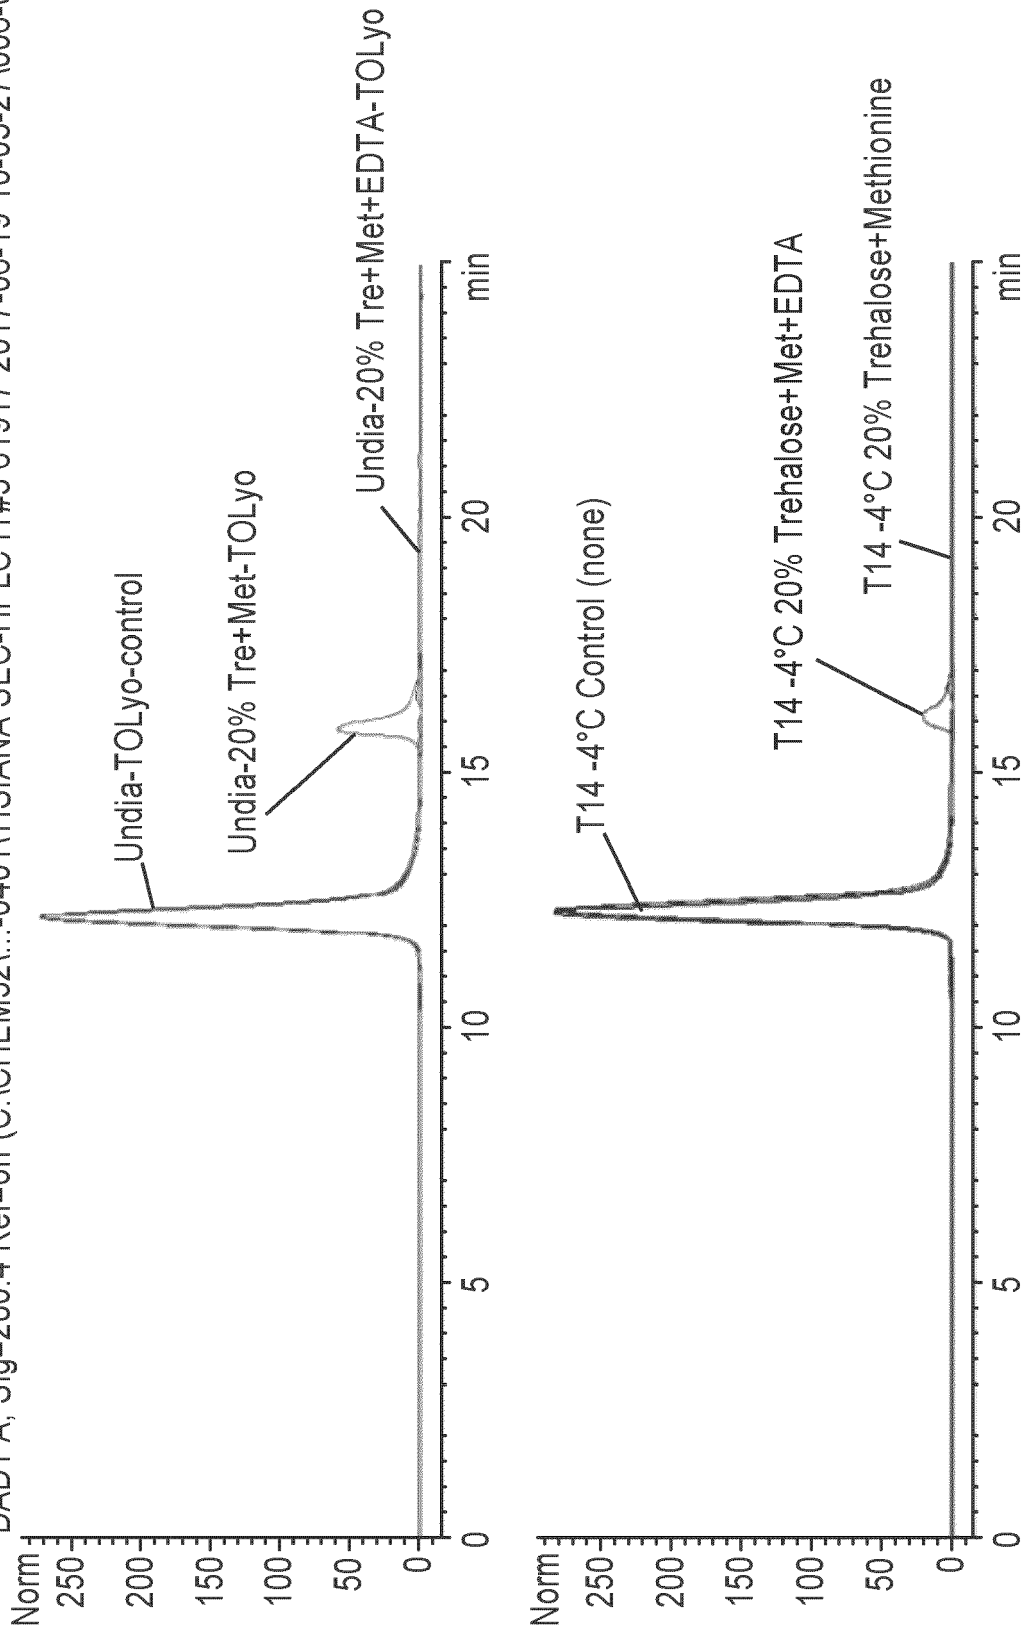 Norm
250
200
150
100
50
0
Undia-TOLyo-control
Undia-20% Tre+Met-TOLyo
Undia-20% Tre+Met+EDTA-TOLyo
0 5 10 15 20 min
Norm
250
200
150
100
50
0
T14 -4°C Control (none)
T14 -4°C 20% Trehalose+Met+EDTA
T14 -4°C 20% Trehalose+Methionine
0 5 10 15 20 min